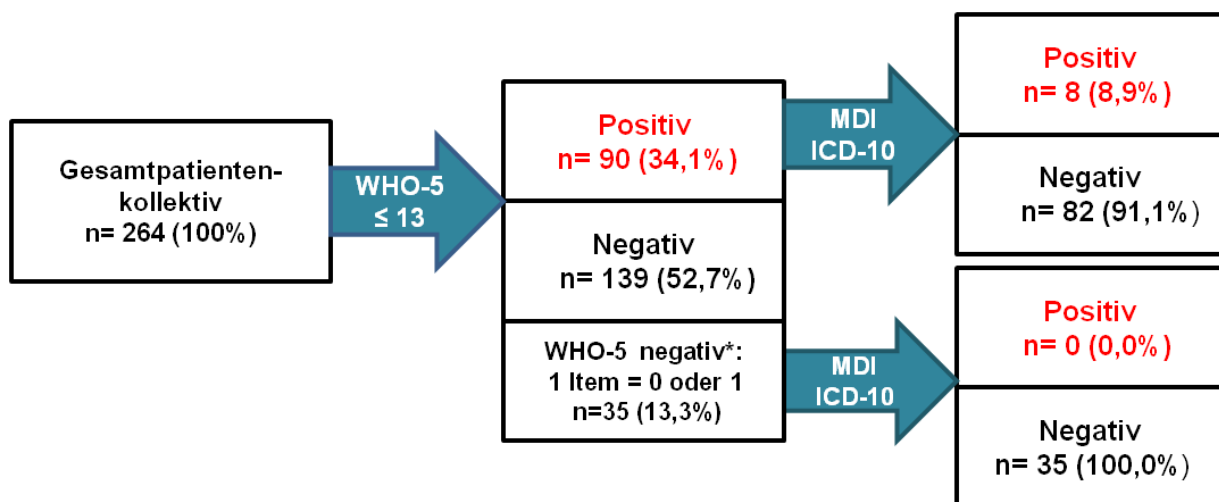 Gesamtpatienten-
kollektiv
n= 264 (100%)
WHO-5
≤ 13
Positiv
n= 90 (34,1%)
Negativ
n= 139 (52,7%)
WHO-5 negativ*:
1 Item = 0 oder 1
n=35 (13,3%)
MDI
ICD-10
Positiv
n= 8 (8,9%)
Negativ
n= 82 (91,1%)
MDI
ICD-10
Positiv
n= 0 (0,0%)
Negativ
n= 35 (100,0%)